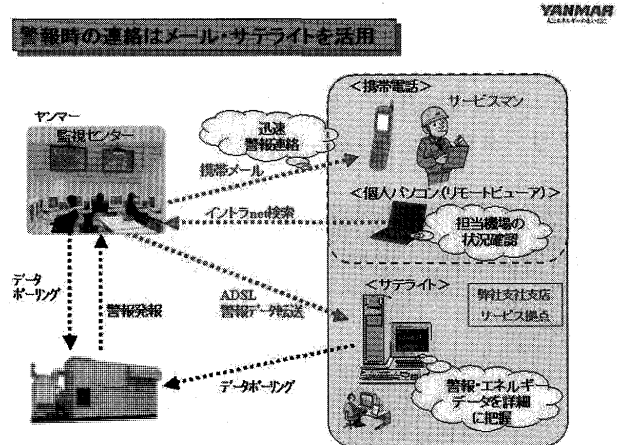 YANMAR
警報時の連絡はメール・サテライトを活用
ヤンマー
監視センター
迅速
警報連絡
<携帯電話>
サービスマン
携帯メール
<個人パソコン(リモートビューア)>
イントラnet検索
担当機場の
状況確認
データ
ポーリング
警報発報
ADSL
警報データ転送
<サテライト>
弊社支社支店
サービス拠点
データポーリング
警報・エネルギー
データを詳細
に把握